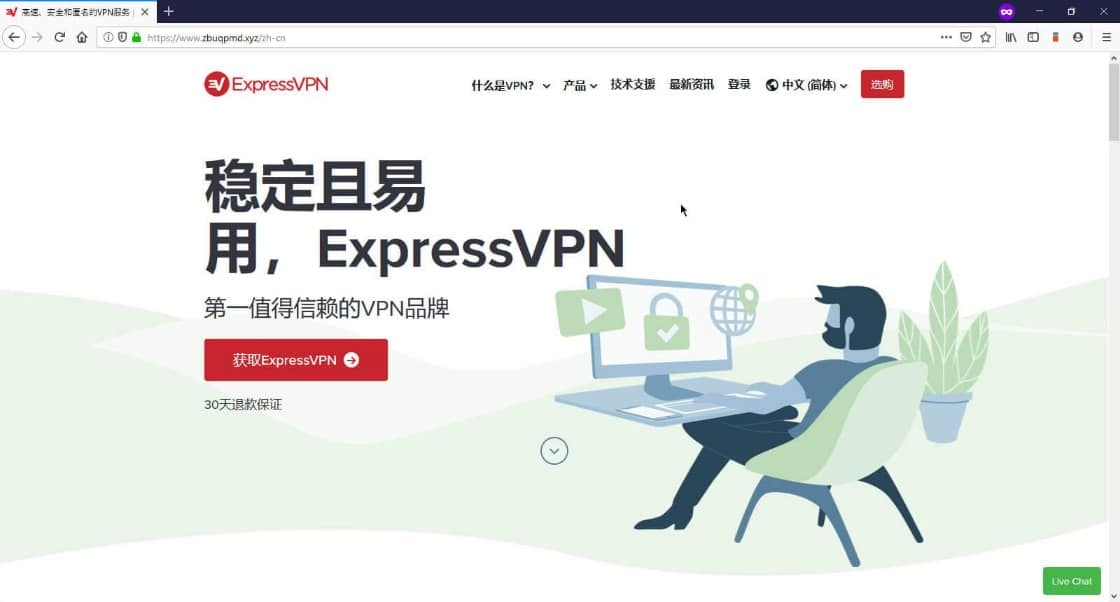 高速、安全和匿名的VPN服务 |
https://www.zbuqpmd.xyz/zh-cn
ExpressVPN
什么是VPN?
产品
技术支援
最新资讯
登录
中文 (简体)
选购
稳定且易
用，ExpressVPN
第一值得信赖的VPN品牌
获取ExpressVPN
30天退款保证
Live Chat